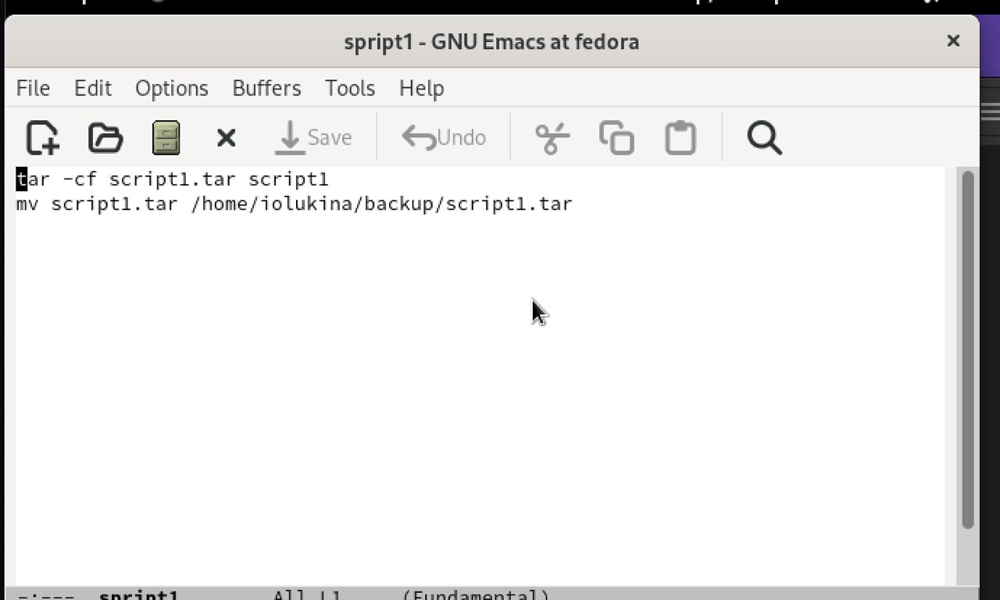 spript1 - GNU Emacs at fedora
File Edit Options Buffers Tools Help
Save Undo
tar -cf script1.tar script1
mv script1.tar /home/iolukina/backup/script1.tar
-:--- spript1 All L1 (Fundamental)